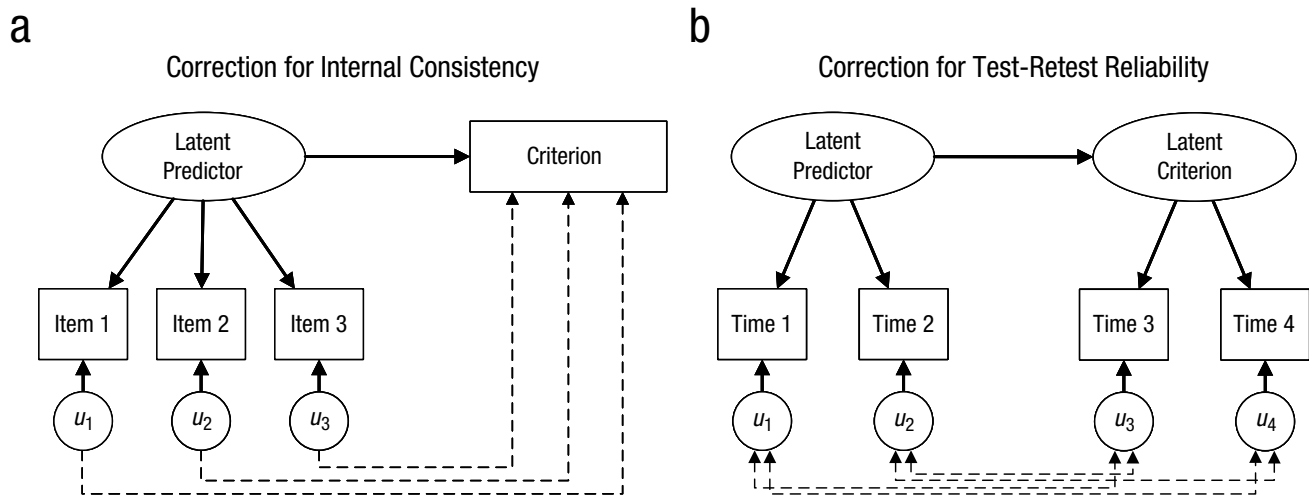 a
Correction for Internal Consistency
Latent
Predictor
Criterion
Item 1
Item 2
Item 3
u1
u2
u3
b
Correction for Test-Retest Reliability
Latent
Predictor
Latent
Criterion
Time 1
Time 2
Time 3
Time 4
u1
u2
u3
u4